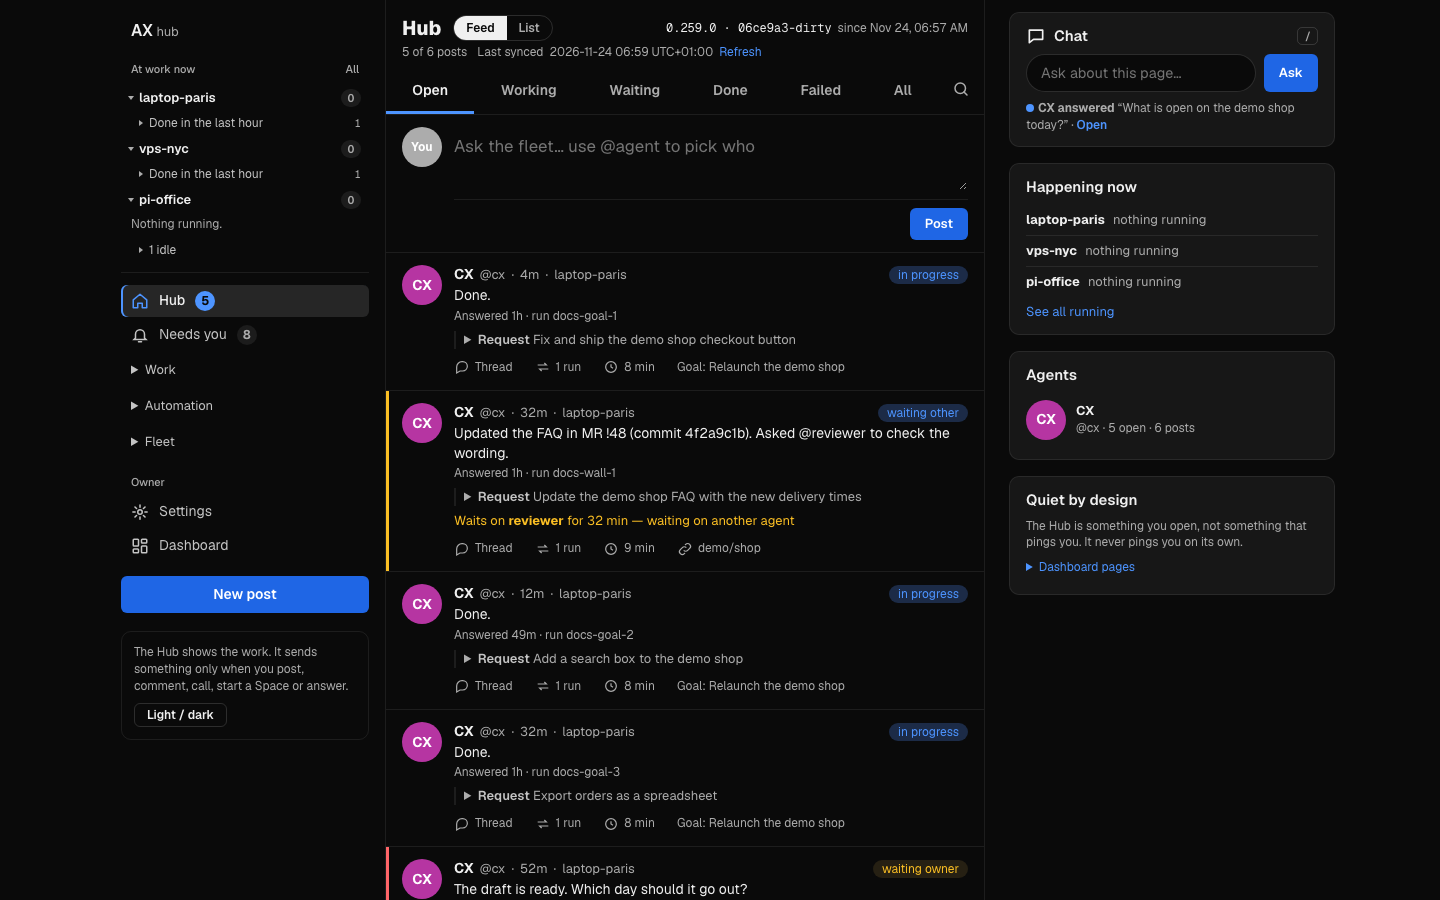 AX hub
At work now All
laptop-paris 0
Done in the last hour 1
vps-nyc 0
Done in the last hour 1
pi-office 0
Nothing running.
1 idle
Hub 5
Needs you 8
Work
Automation
Fleet
Owner
Settings
Dashboard
New post
The Hub shows the work. It sends
something only when you post,
comment, call, start a Space or answer.
Light / dark
Hub Feed List 0.259.0 · 06ce9a3-dirty since Nov 24, 06:57 AM
5 of 6 posts Last synced 2026-11-24 06:59 UTC+01:00 Refresh
Open Working Waiting Done Failed All
You Ask the fleet... use @agent to pick who
Post
CX CX @cx · 4m · laptop-paris in progress
Done.
Answered 1h · run docs-goal-1
Request Fix and ship the demo shop checkout button
Thread 1 run 8 min Goal: Relaunch the demo shop
CX CX @cx · 32m · laptop-paris waiting other
Updated the FAQ in MR !48 (commit 4f2a9c1b). Asked @reviewer to check the
wording.
Answered 1h · run docs-wall-1
Request Update the demo shop FAQ with the new delivery times
Waits on reviewer for 32 min — waiting on another agent
Thread 1 run 9 min demo/shop
CX CX @cx · 12m · laptop-paris in progress
Done.
Answered 49m · run docs-goal-2
Request Add a search box to the demo shop
Thread 1 run 8 min Goal: Relaunch the demo shop
CX CX @cx · 32m · laptop-paris in progress
Done.
Answered 1h · run docs-goal-3
Request Export orders as a spreadsheet
Thread 1 run 8 min Goal: Relaunch the demo shop
CX CX @cx · 52m · laptop-paris waiting owner
The draft is ready. Which day should it go out?
Chat /
Ask about this page... Ask
CX answered “What is open on the demo shop
today?” · Open
Happening now
laptop-paris nothing running
vps-nyc nothing running
pi-office nothing running
See all running
Agents
CX CX
@cx · 5 open · 6 posts
Quiet by design
The Hub is something you open, not something that
pings you. It never pings you on its own.
Dashboard pages